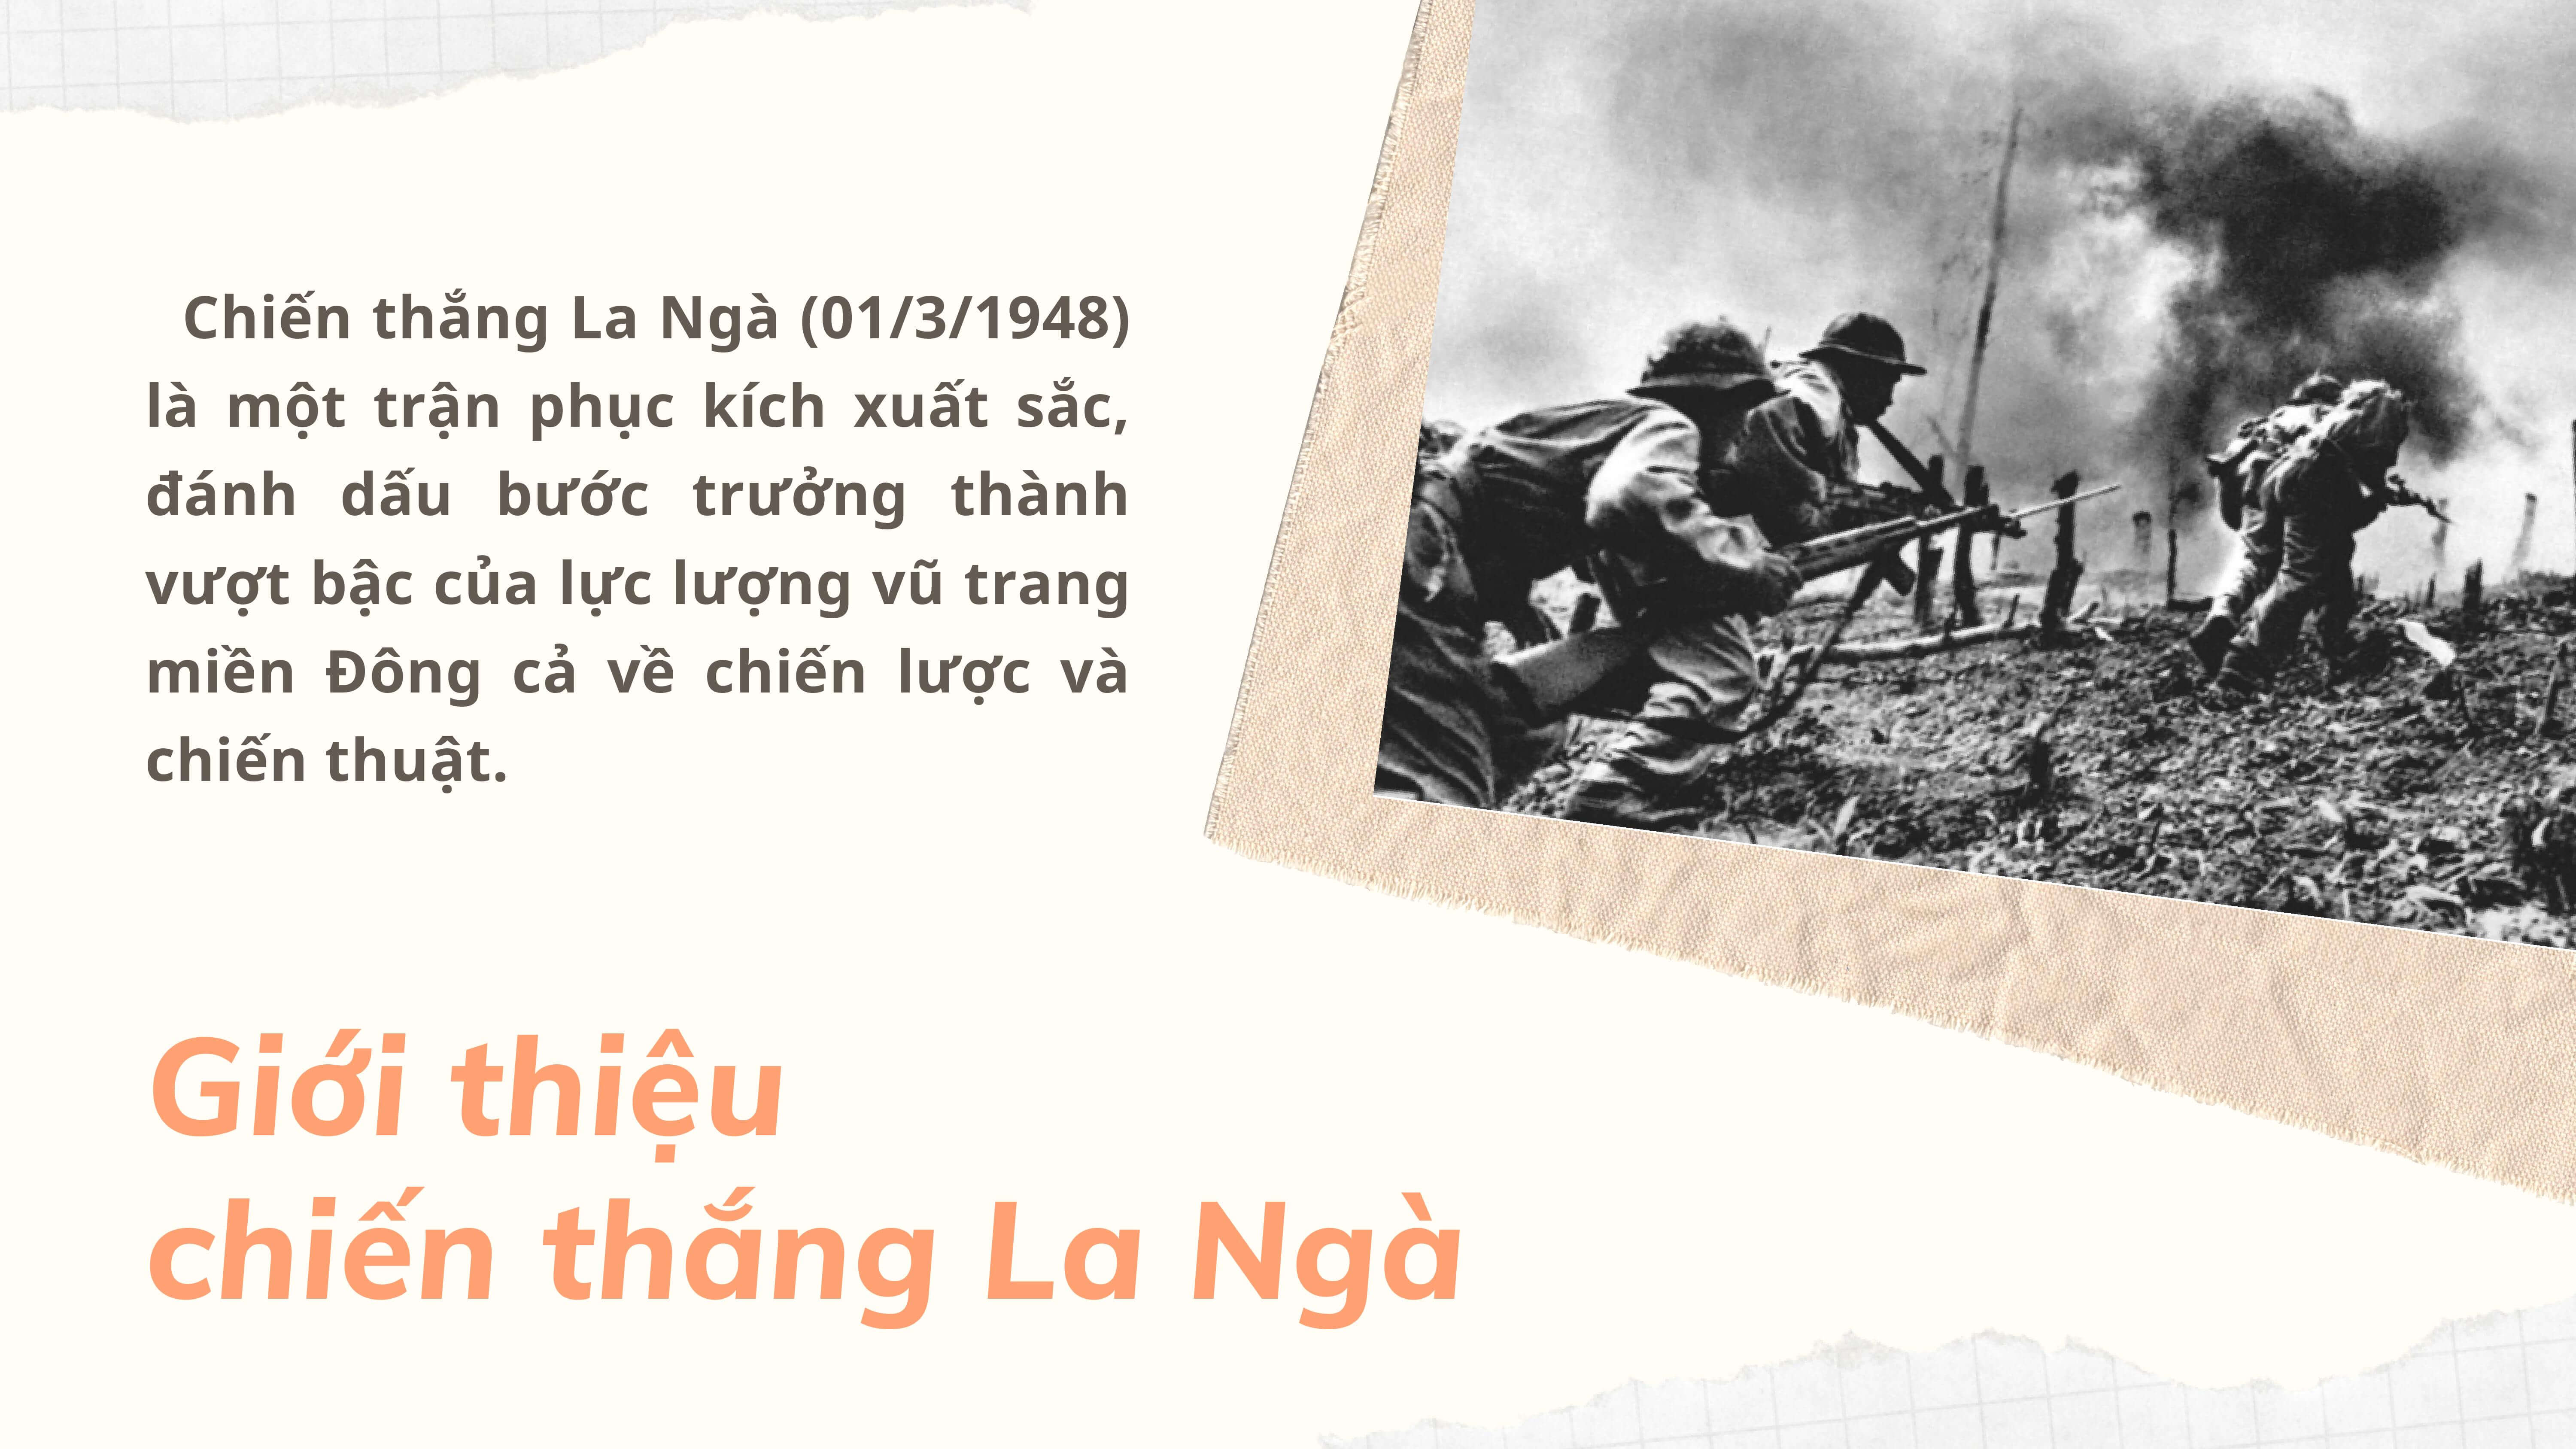 Chiến thắng La Ngà (01/3/1948)
là một trận phục kích xuất sắc,
đánh dấu bước trưởng thành
vượt bậc của lực lượng vũ trang
miền Đông cả về chiến lược và
chiến thuật.
Giới thiệu
chiến thắng La Ngà